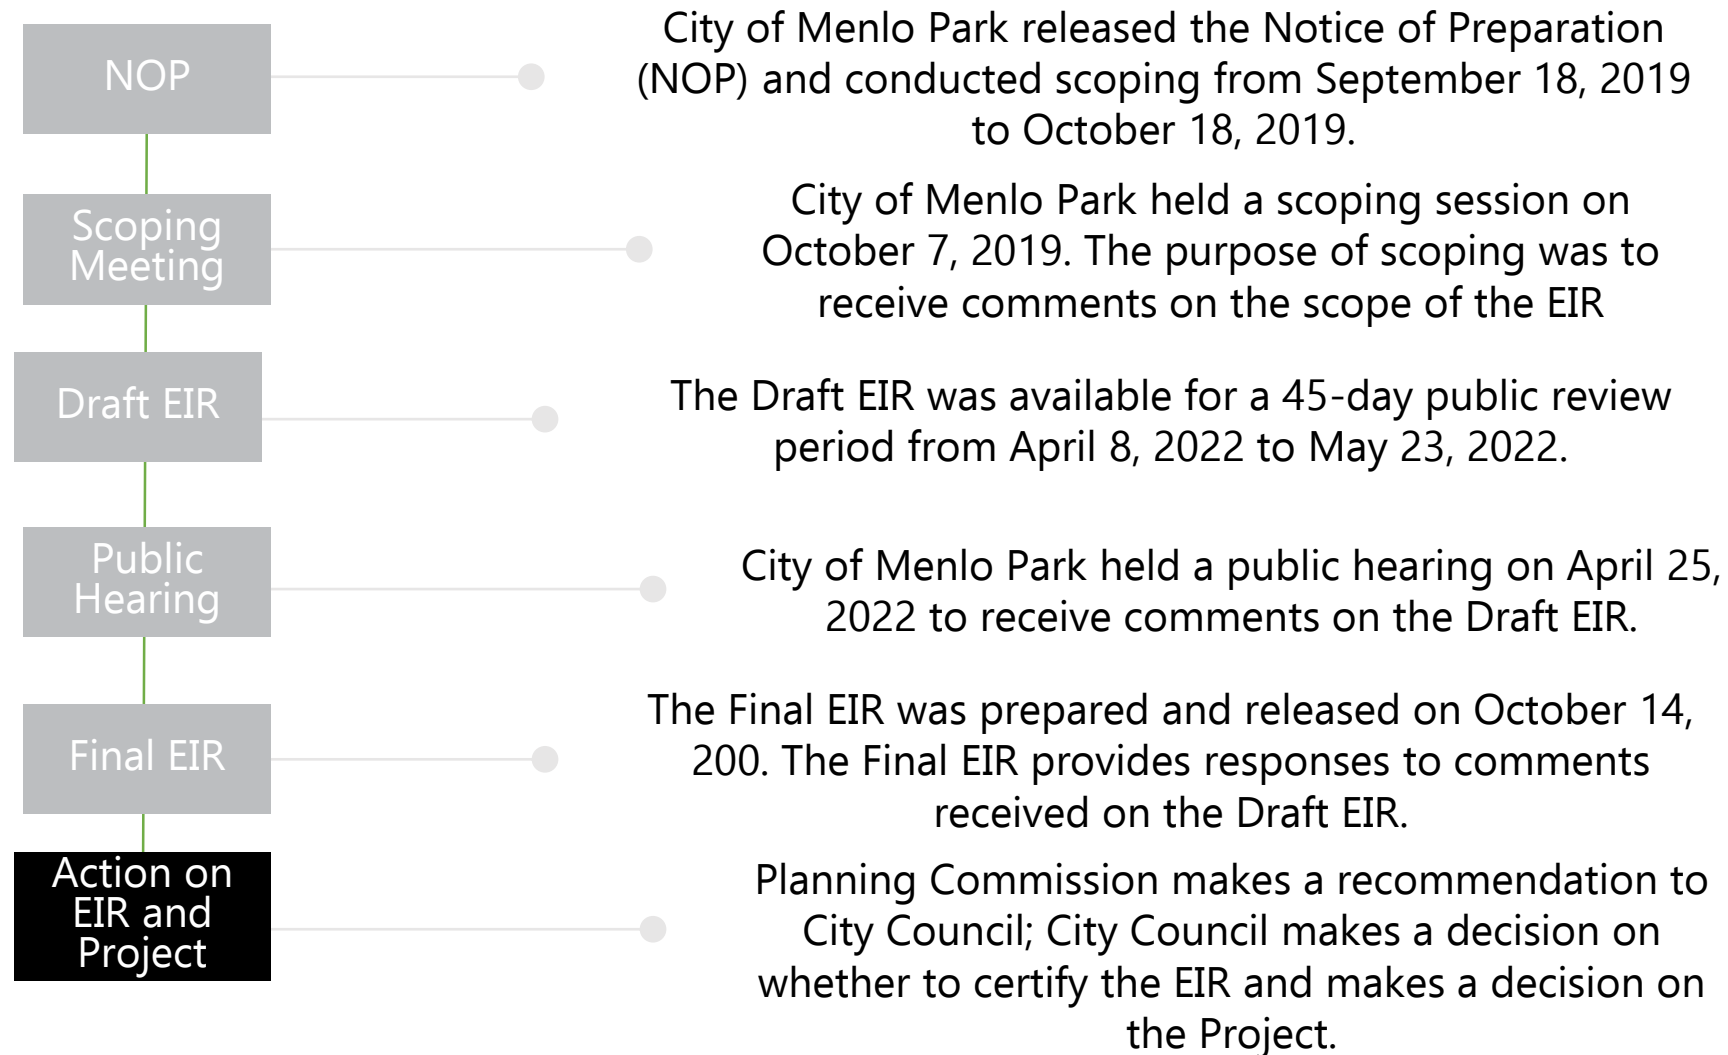 NOP
City of Menlo Park released the Notice of Preparation
(NOP) and conducted scoping from September 18, 2019
to October 18, 2019.
Scoping
Meeting
City of Menlo Park held a scoping session on
October 7, 2019. The purpose of scoping was to
receive comments on the scope of the EIR
Draft EIR
The Draft EIR was available for a 45-day public review
period from April 8, 2022 to May 23, 2022.
Public
Hearing
City of Menlo Park held a public hearing on April 25,
2022 to receive comments on the Draft EIR.
Final EIR
The Final EIR was prepared and released on October 14,
200. The Final EIR provides responses to comments
received on the Draft EIR.
Action on
EIR and
Project
Planning Commission makes a recommendation to
City Council; City Council makes a decision on
whether to certify the EIR and makes a decision on
the Project.